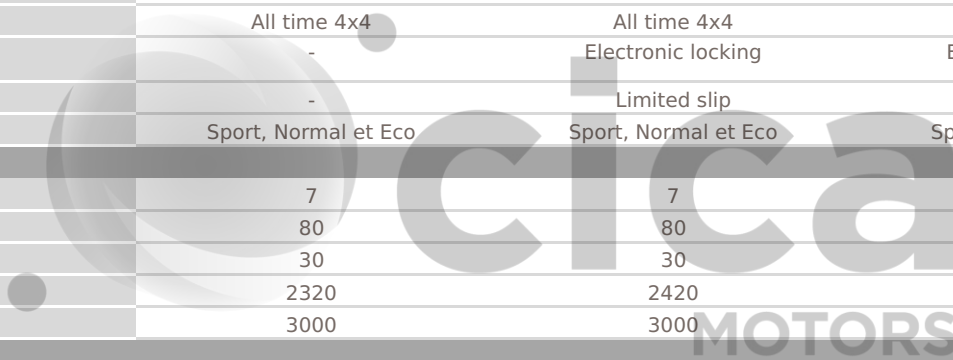 All time 4x4 All time 4x4
- Electronic locking
- Limited slip
Sport, Normal et Eco Sport, Normal et Eco Sp
7 7
80 80
30 30
2320 2420
3000 3000
cica
MOTORS